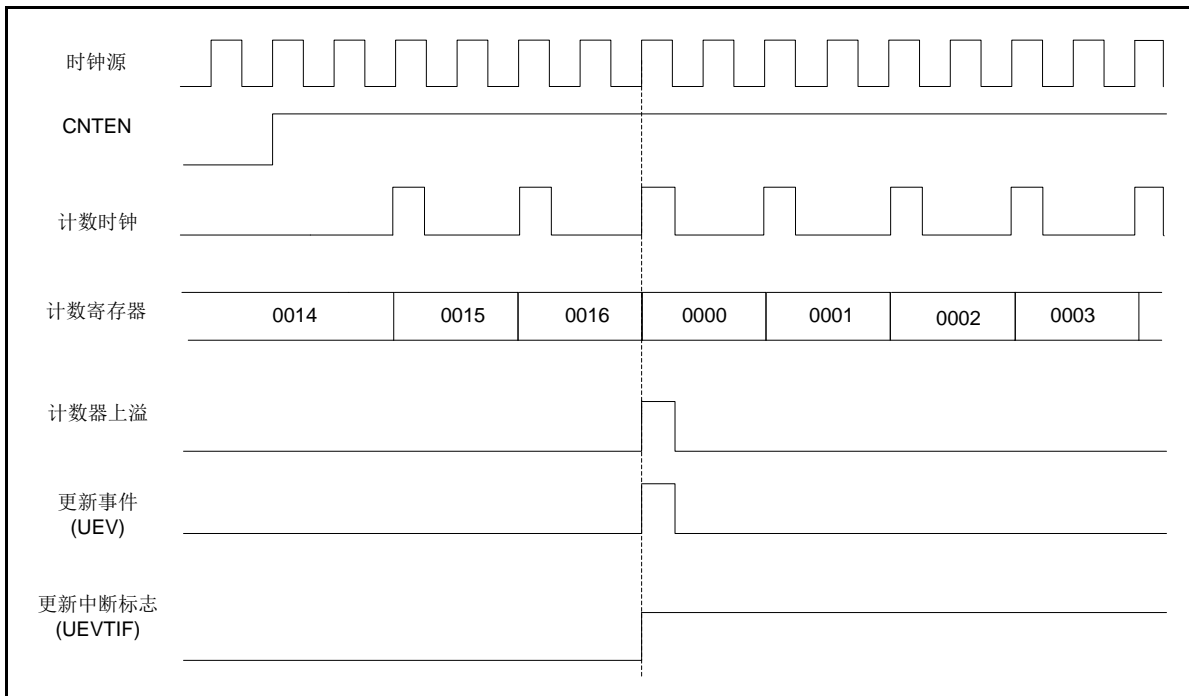 时钟源
CNTEN
计数时钟
计数寄存器
0014
0015
0016
0000
0001
0002
0003
计数器上溢
更新事件
(UEV)
更新中断标志
(UEVTIF)